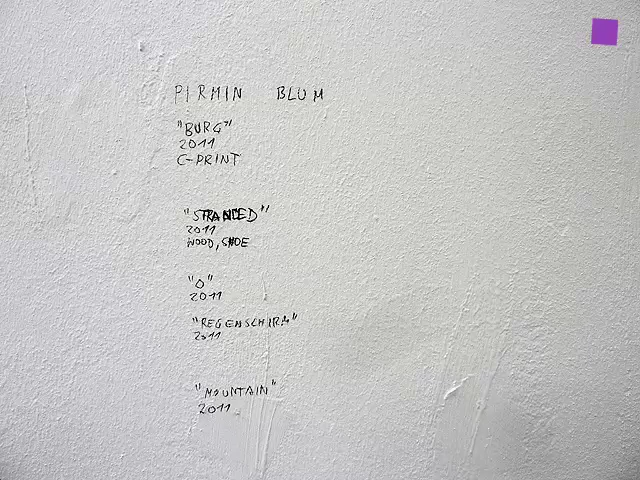 PIRMIN BLUM
"BURG"
2011
C-PRINT
"STRANDED"
2011
WOOD, SHOE
"O"
2011
"REGENSCHIRM"
2011
"MOUNTAIN"
2011